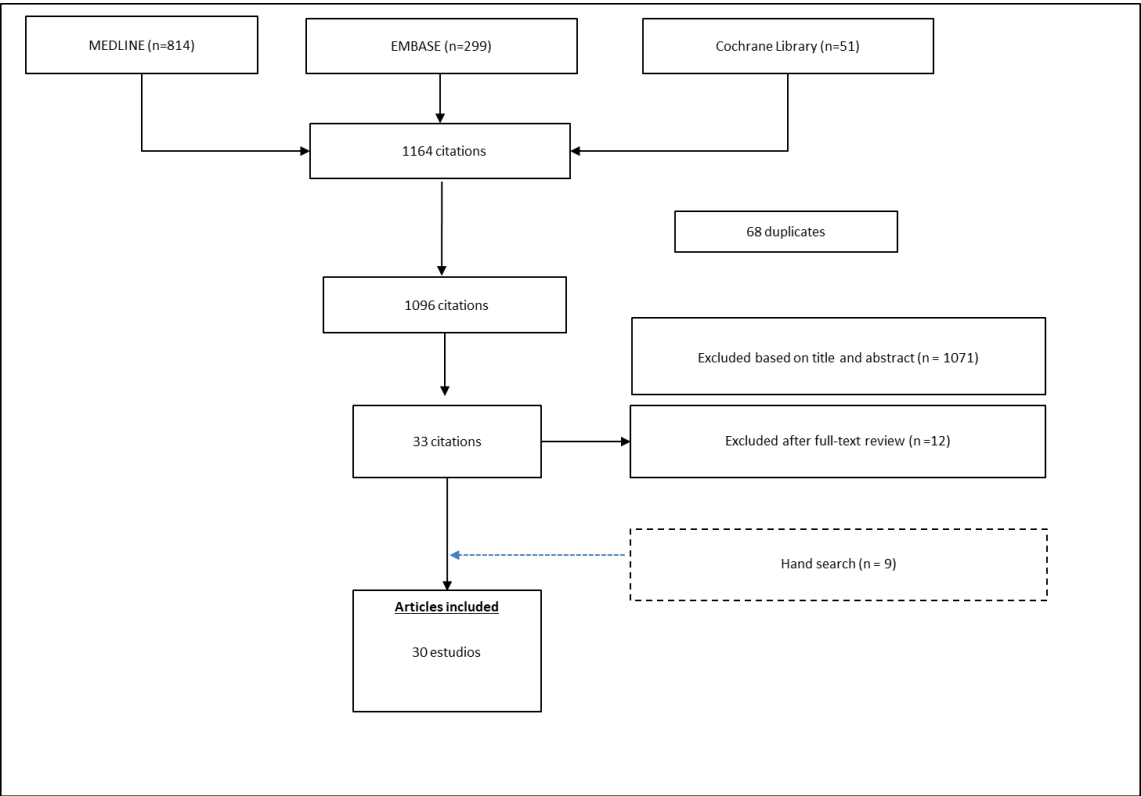 MEDLINE (n=814)
EMBASE (n=299)
Cochrane Library (n=51)
1164 citations
68 duplicates
1096 citations
Excluded based on title and abstract (n = 1071)
33 citations
Excluded after full-text review (n =12)
Hand search (n = 9)
Articles included
30 estudios